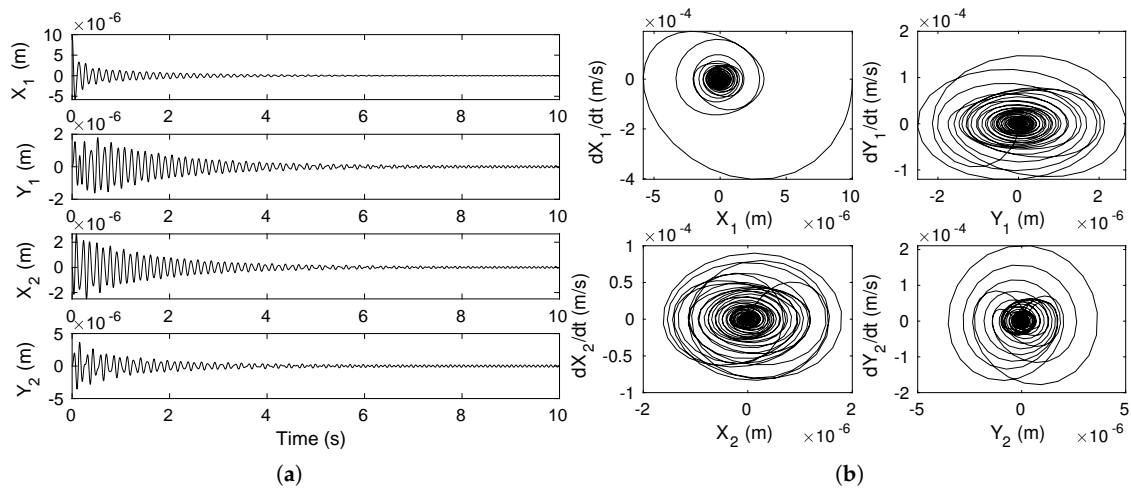 ×10⁻⁶
10
5
0
-5
X₁ (m)
0 2 4 6 8 10
×10⁻⁶
2
0
-2
Y₁ (m)
0 2 4 6 8 10
×10⁻⁶
2
0
-2
X₂ (m)
0 2 4 6 8 10
×10⁻⁶
5
0
-5
Y₂ (m)
0 2 4 6 8 10
Time (s)
(a)
×10⁻⁴
0
-2
-4
dX₁/dt (m/s)
-5 0 5 10
X₁ (m) ×10⁻⁶
×10⁻⁴
2
1
0
-1
dY₁/dt (m/s)
-2 0 2
Y₁ (m) ×10⁻⁶
×10⁻⁴
1
0.5
0
-0.5
-1
dX₂/dt (m/s)
-2 0 2
X₂ (m) ×10⁻⁶
×10⁻⁴
2
1
0
-1
-2
dY₂/dt (m/s)
-5 0 5
Y₂ (m) ×10⁻⁶
(b)